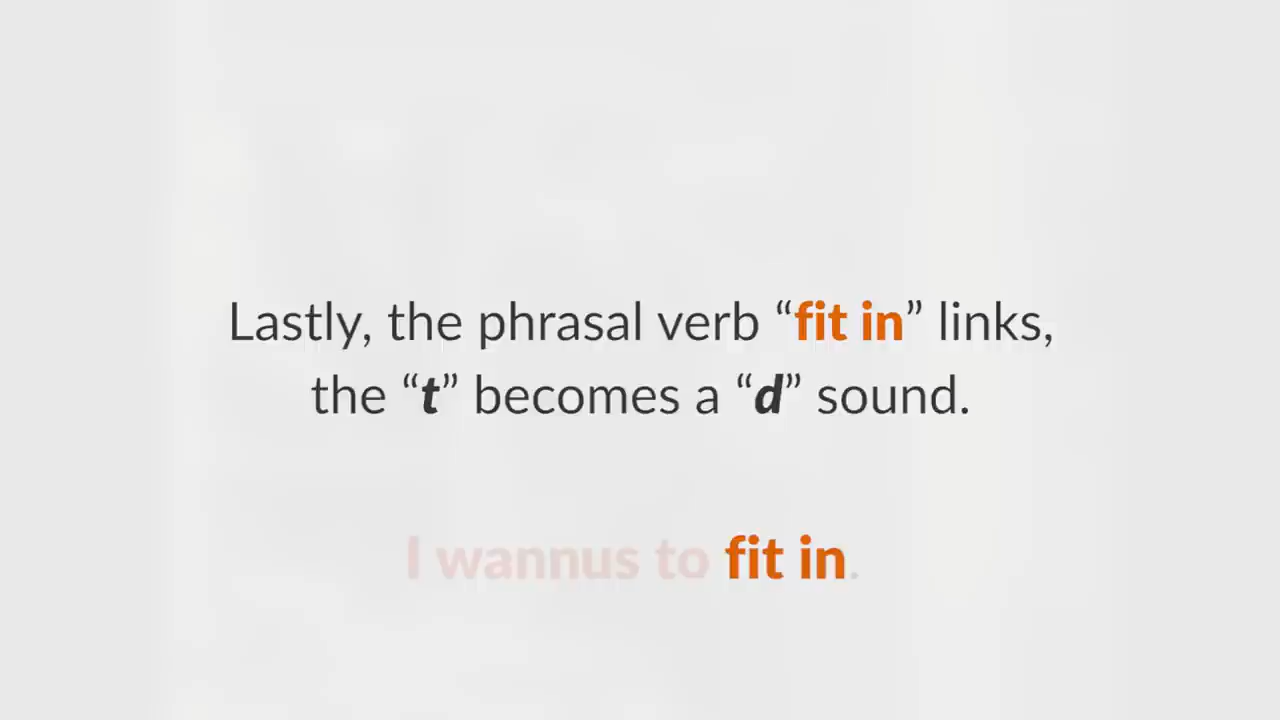 Lastly, the phrasal verb “fit in” links,
the “t” becomes a “d” sound.
I wannus to fit in.